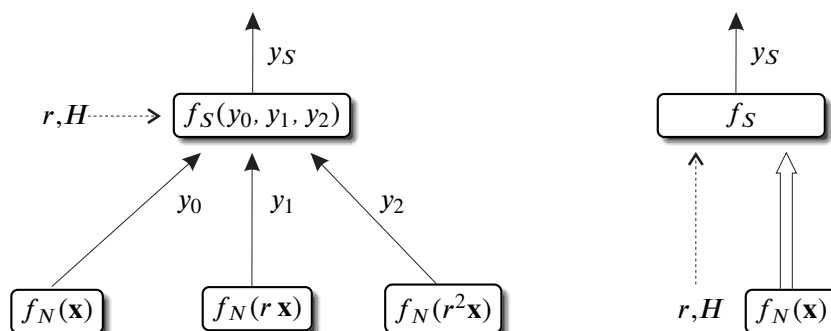 y_S y_S
r,H f_S(y_0, y_1, y_2) f_S
y_0 y_1 y_2
f_N(x) f_N(r x) f_N(r^2x) r,H f_N(x)